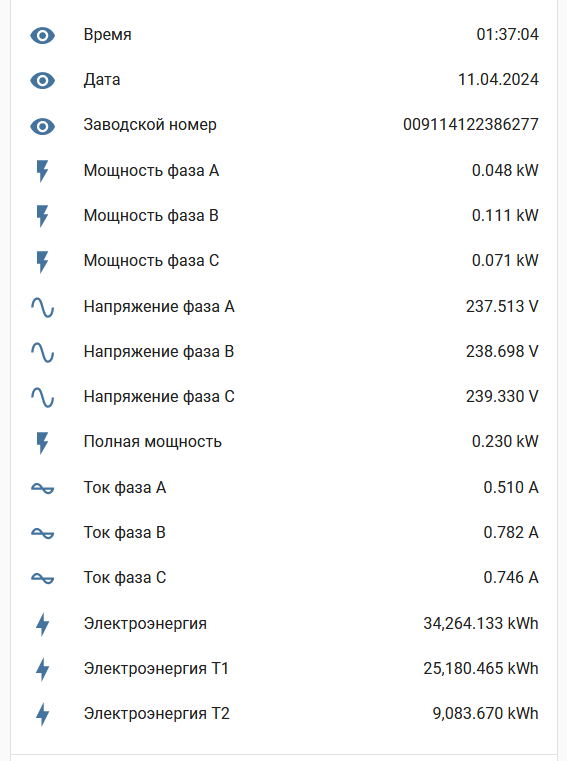 Время 01:37:04
Дата 11.04.2024
Заводской номер 009114122386277
Мощность фаза A 0.048 kW
Мощность фаза B 0.111 kW
Мощность фаза C 0.071 kW
Напряжение фаза A 237.513 V
Напряжение фаза B 238.698 V
Напряжение фаза C 239.330 V
Полная мощность 0.230 kW
Ток фаза A 0.510 A
Ток фаза B 0.782 A
Ток фаза C 0.746 A
Электроэнергия 34,264.133 kWh
Электроэнергия T1 25,180.465 kWh
Электроэнергия T2 9,083.670 kWh